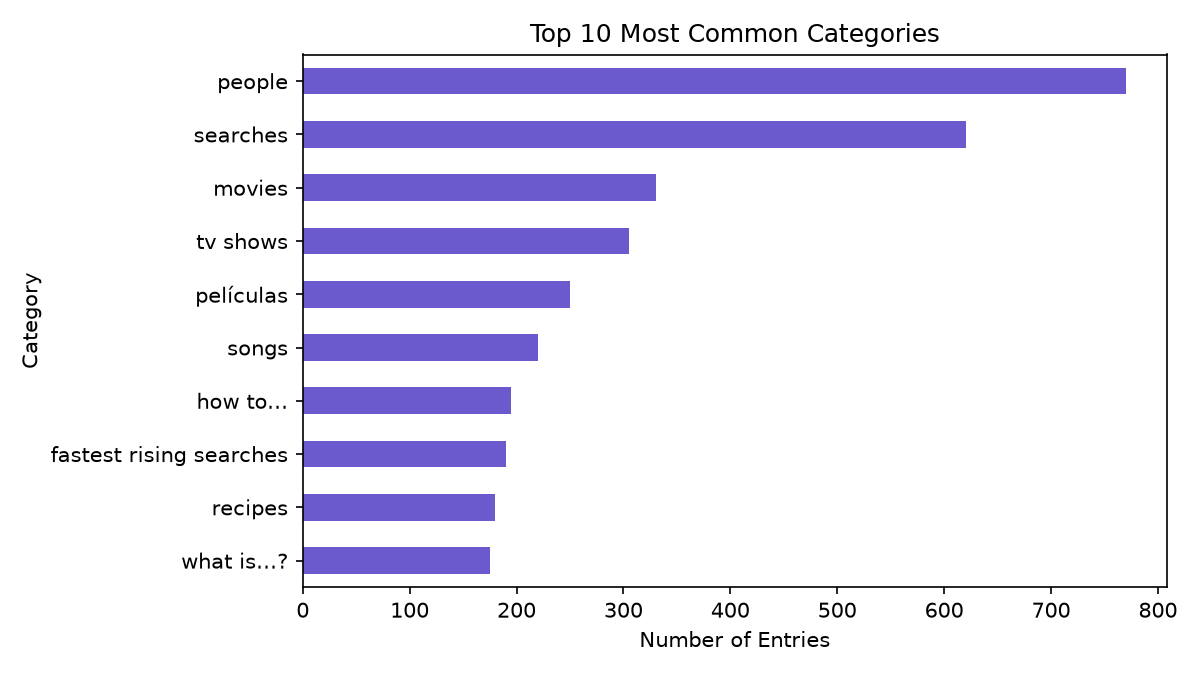 Top 10 Most Common Categories
people
searches
movies
tv shows
películas
songs
how to...
fastest rising searches
recipes
what is...?
Category
0 100 200 300 400 500 600 700 800
Number of Entries